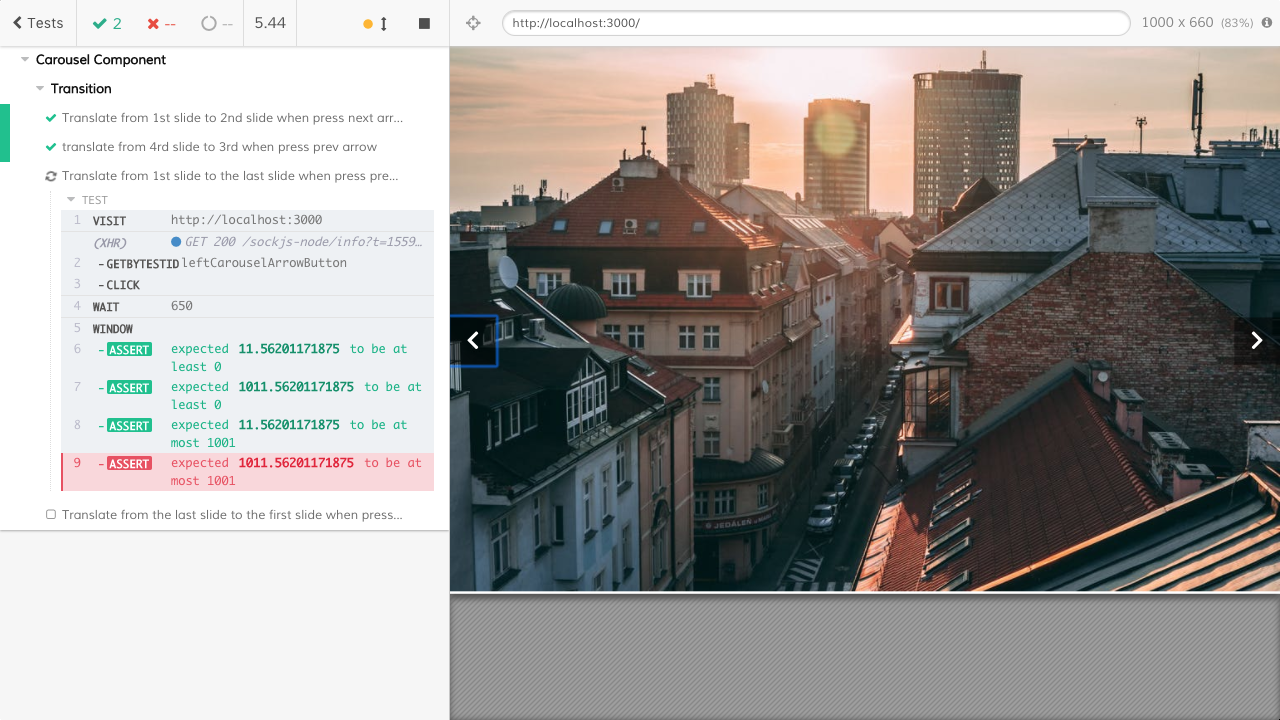 Tests 2 -- -- 5.44
http://localhost:3000/ 1000 x 660 (83%)
Carousel Component
Transition
Translate from 1st slide to 2nd slide when press next arr...
translate from 4rd slide to 3rd when press prev arrow
Translate from 1st slide to the last slide when press pre...
TEST
1 VISIT http://localhost:3000
(XHR) GET 200 /sockjs-node/info?t=1559...
2 -GETBYTESTID leftCarouselArrowButton
3 -CLICK
4 WAIT 650
5 WINDOW
6 -ASSERT expected 11.56201171875 to be at
least 0
7 -ASSERT expected 1011.56201171875 to be at
least 0
8 -ASSERT expected 11.56201171875 to be at
most 1001
9 -ASSERT expected 1011.56201171875 to be at
most 1001
Translate from the last slide to the first slide when press...
JEDÁLEŇ